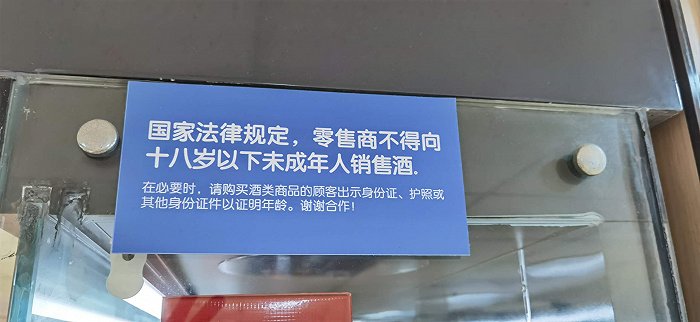 国家法律规定，零售商不得向
十八岁以下未成年人销售酒.
在必要时，请购买酒类商品的顾客出示身份证、护照或
其他身份证件以证明年龄。谢谢合作！